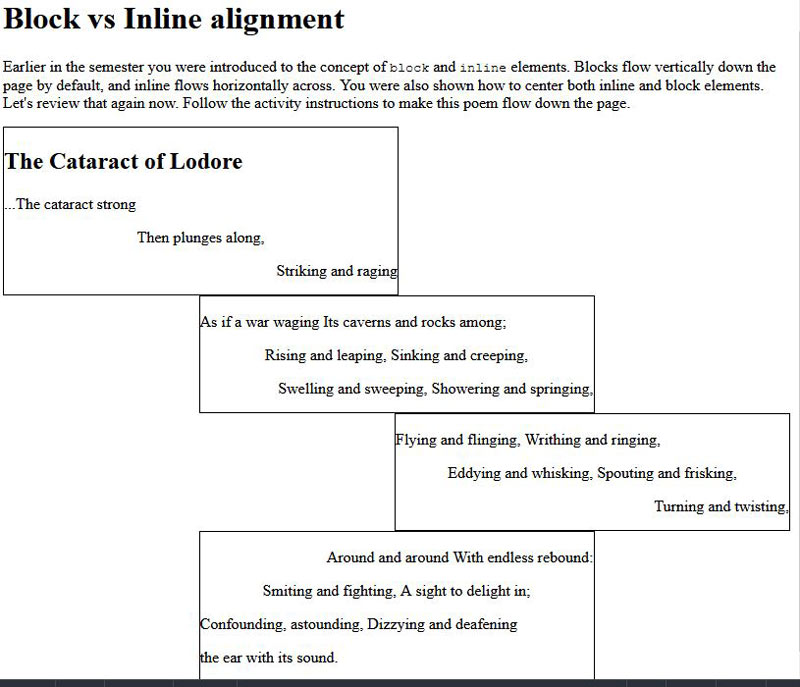 Block vs Inline alignment
Earlier in the semester you were introduced to the concept of block and inline elements. Blocks flow vertically down the
page by default, and inline flows horizontally across. You were also shown how to center both inline and block elements.
Let's review that again now. Follow the activity instructions to make this poem flow down the page.
The Cataract of Lodore
...The cataract strong
Then plunges along,
Striking and raging
As if a war waging Its caverns and rocks among;
Rising and leaping, Sinking and creeping,
Swelling and sweeping, Showering and springing,
Flying and flinging, Writhing and ringing,
Eddying and whisking, Spouting and frisking,
Turning and twisting,
Around and around With endless rebound:
Smiting and fighting, A sight to delight in;
Confounding, astounding, Dizzying and deafening
the ear with its sound.